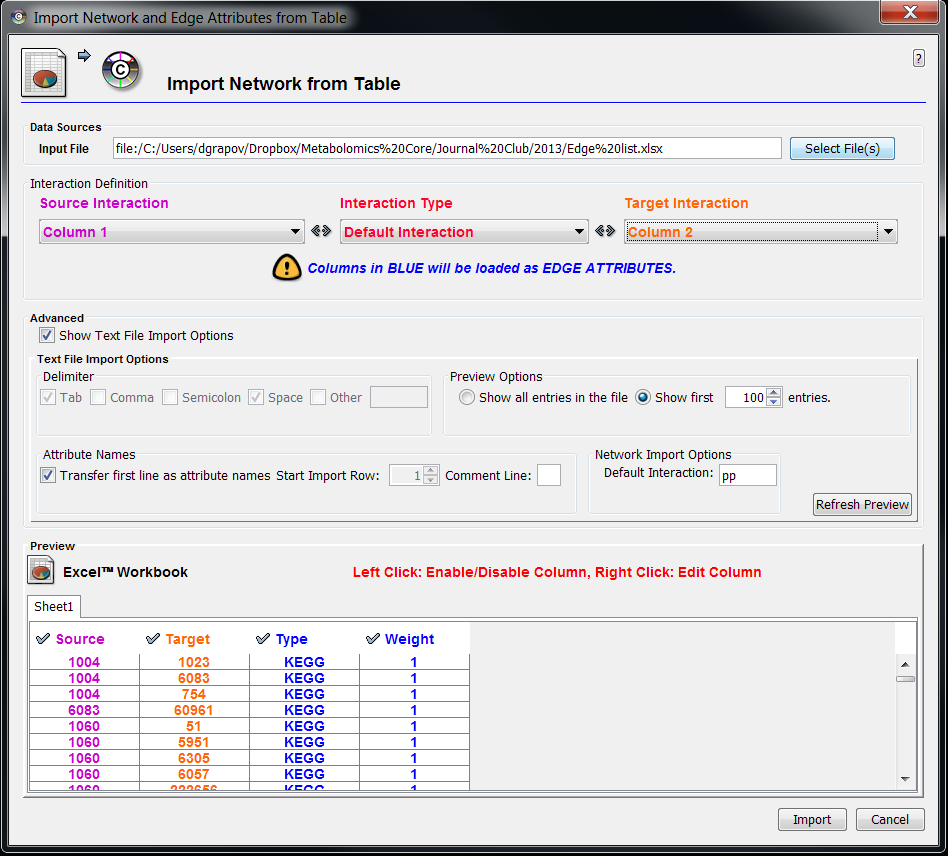 Import Network and Edge Attributes from Table
X
?
C
Import Network from Table
Data Sources
Input File file:/C:/Users/dgrapov/Dropbox/Metabolomics%20Core/Journal%20Club/2013/Edge%20list.xlsx Select File(s)
Interaction Definition
Source Interaction Interaction Type Target Interaction
Column 1 Default Interaction Column 2
Columns in BLUE will be loaded as EDGE ATTRIBUTES.
Advanced
Show Text File Import Options
Text File Import Options
Delimiter Preview Options
Tab Comma Semicolon Space Other Show all entries in the file Show first 100 entries.
Attribute Names Network Import Options
Transfer first line as attribute names Start Import Row: 1 Comment Line: Default Interaction: pp
Refresh Preview
Preview
Excel™ Workbook Left Click: Enable/Disable Column, Right Click: Edit Column
Sheet1
Source Target Type Weight
1004 1023 KEGG 1
1004 6083 KEGG 1
1004 754 KEGG 1
6083 60961 KEGG 1
1060 51 KEGG 1
1060 5951 KEGG 1
1060 6305 KEGG 1
1060 6057 KEGG 1
1060 222656 KEGG 1
Import Cancel